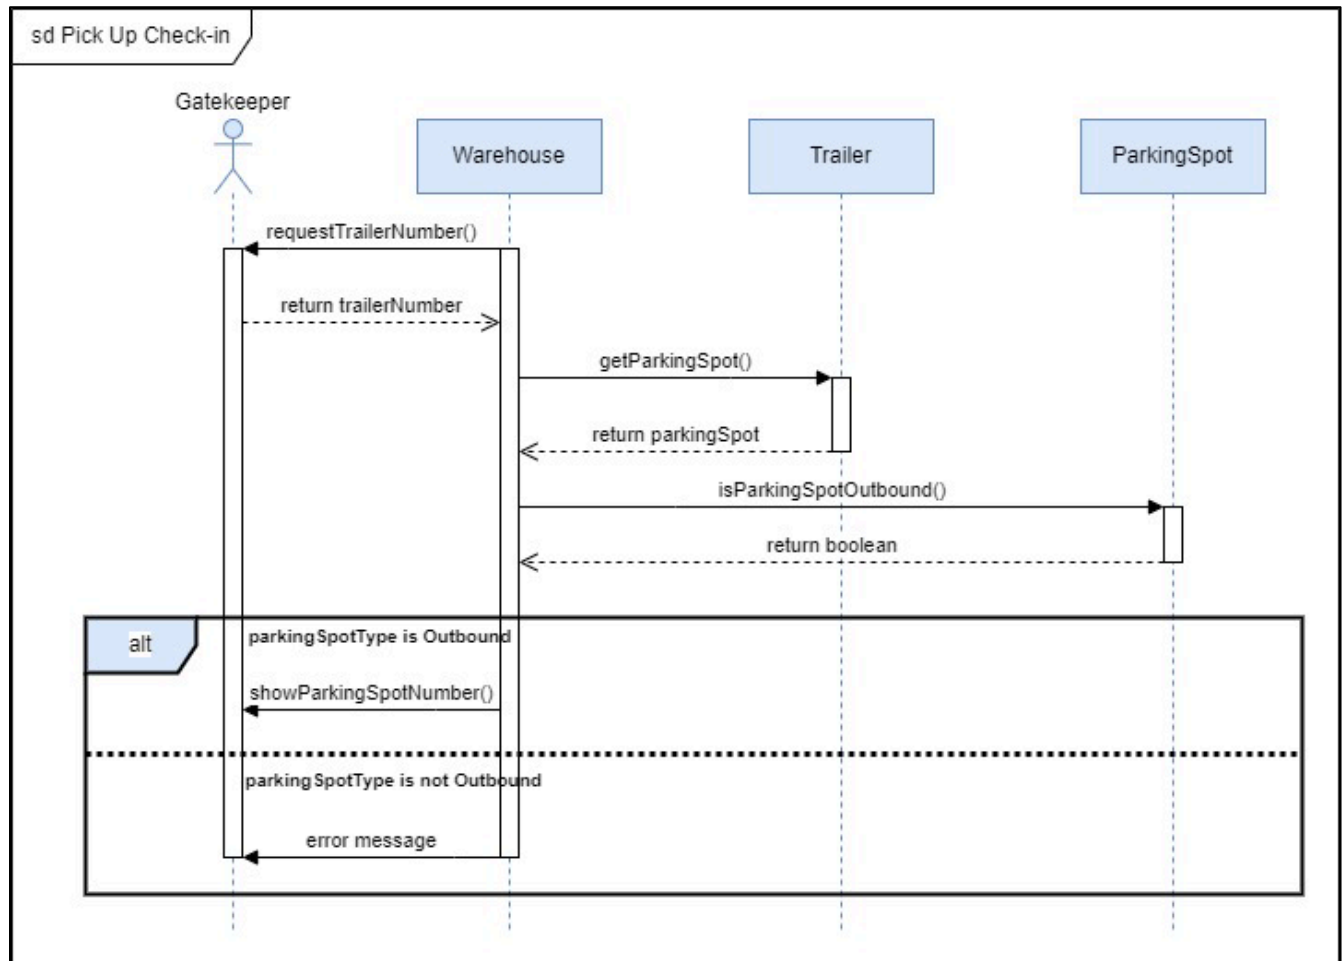 sd Pick Up Check-in
Gatekeeper
Warehouse
Trailer
ParkingSpot
requestTrailerNumber()
return trailerNumber
getParkingSpot()
return parkingSpot
isParkingSpotOutbound()
return boolean
alt
parkingSpotType is Outbound
showParkingSpotNumber()
parkingSpotType is not Outbound
error message